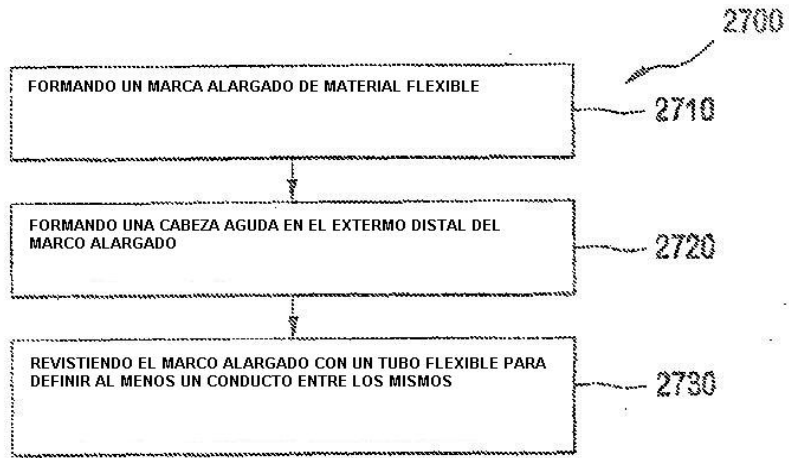 2700
FORMANDO UN MARCA ALARGADO DE MATERIAL FLEXIBLE
2710
FORMANDO UNA CABEZA AGUDA EN EL EXTERMO DISTAL DEL
MARCO ALARGADO
2720
REVISTIENDO EL MARCO ALARGADO CON UN TUBO FLEXIBLE PARA
DEFINIR AL MENOS UN CONDUCTO ENTRE LOS MISMOS
2730